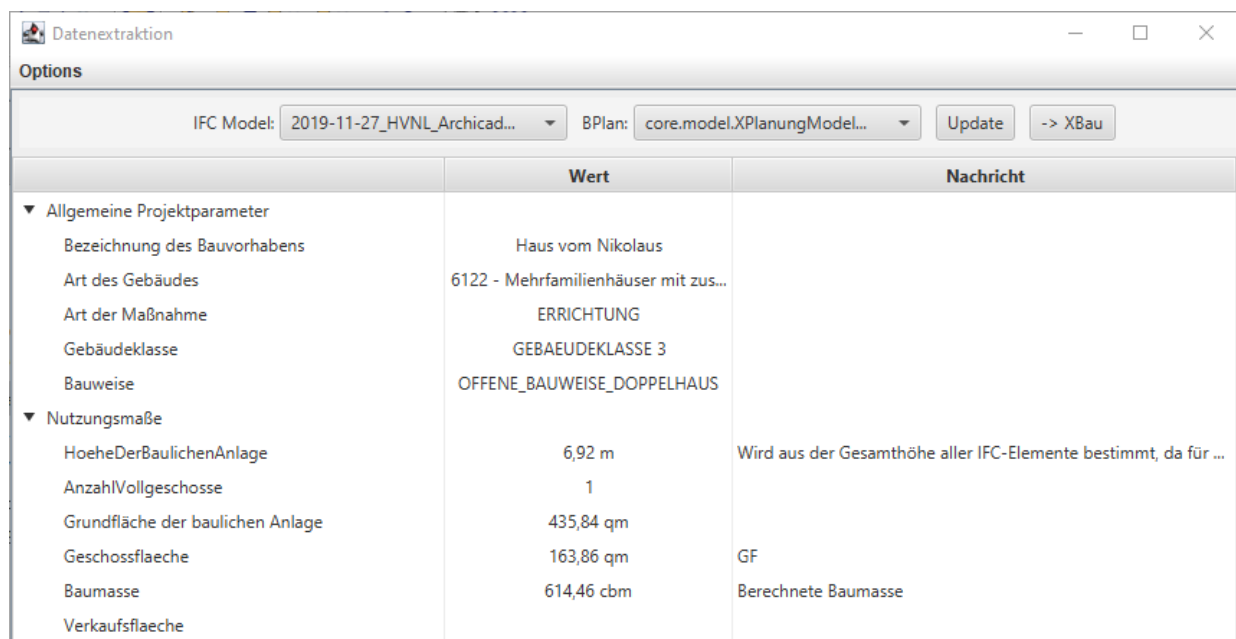 Datenextraktion
Options
IFC Model: 2019-11-27_HVNL_Archicad... BPlan: core.model.XPlanungModel... Update -> XBau
Wert Nachricht
Allgemeine Projektparameter
Bezeichnung des Bauvorhabens Haus vom Nikolaus
Art des Gebäudes 6122 - Mehrfamilienhäuser mit zus...
Art der Maßnahme ERRICHTUNG
Gebäudeklasse GEBAEUDEKLASSE 3
Bauweise OFFENE_BAUWEISE_DOPPELHAUS
Nutzungsmaße
HoeheDerBaulichenAnlage 6,92 m Wird aus der Gesamthöhe aller IFC-Elemente bestimmt, da für ...
AnzahlVollgeschosse 1
Grundfläche der baulichen Anlage 435,84 qm
Geschossflaeche 163,86 qm GF
Baumasse 614,46 cbm Berechnete Baumasse
Verkaufsflaeche